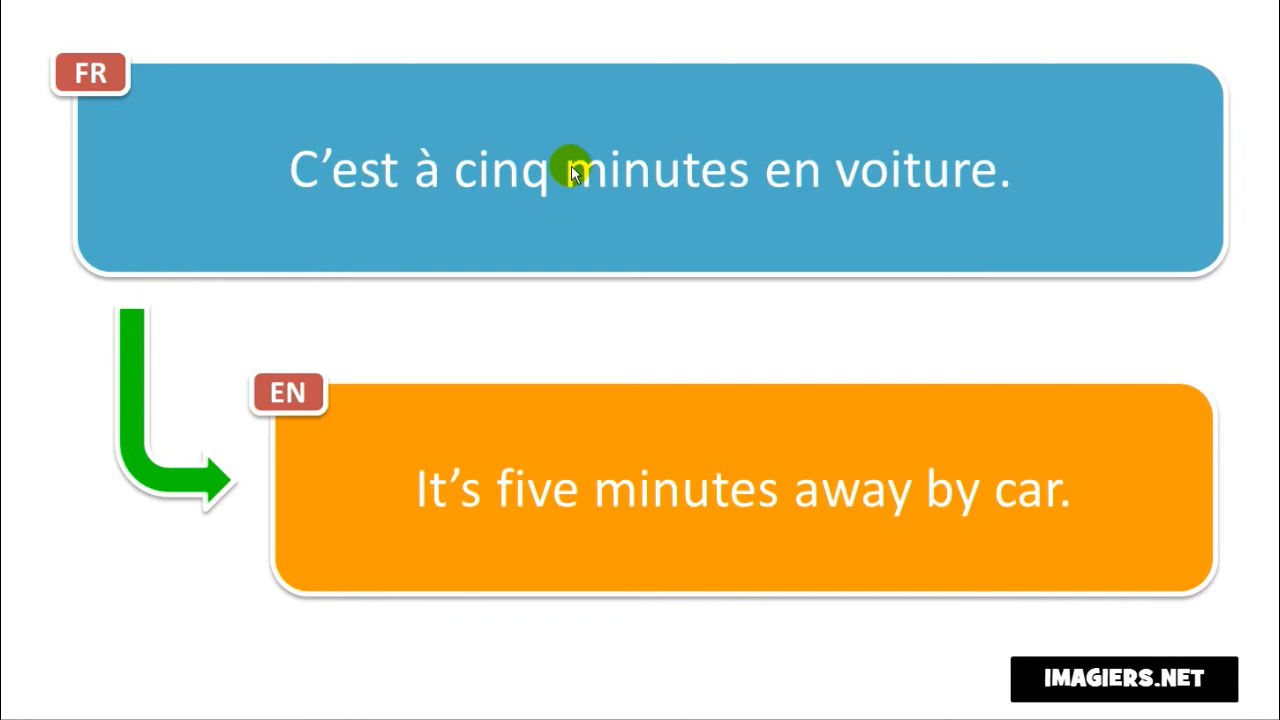 FR
C’est à cinq minutes en voiture.
EN
It’s five minutes away by car.
IMAGIERS.NET